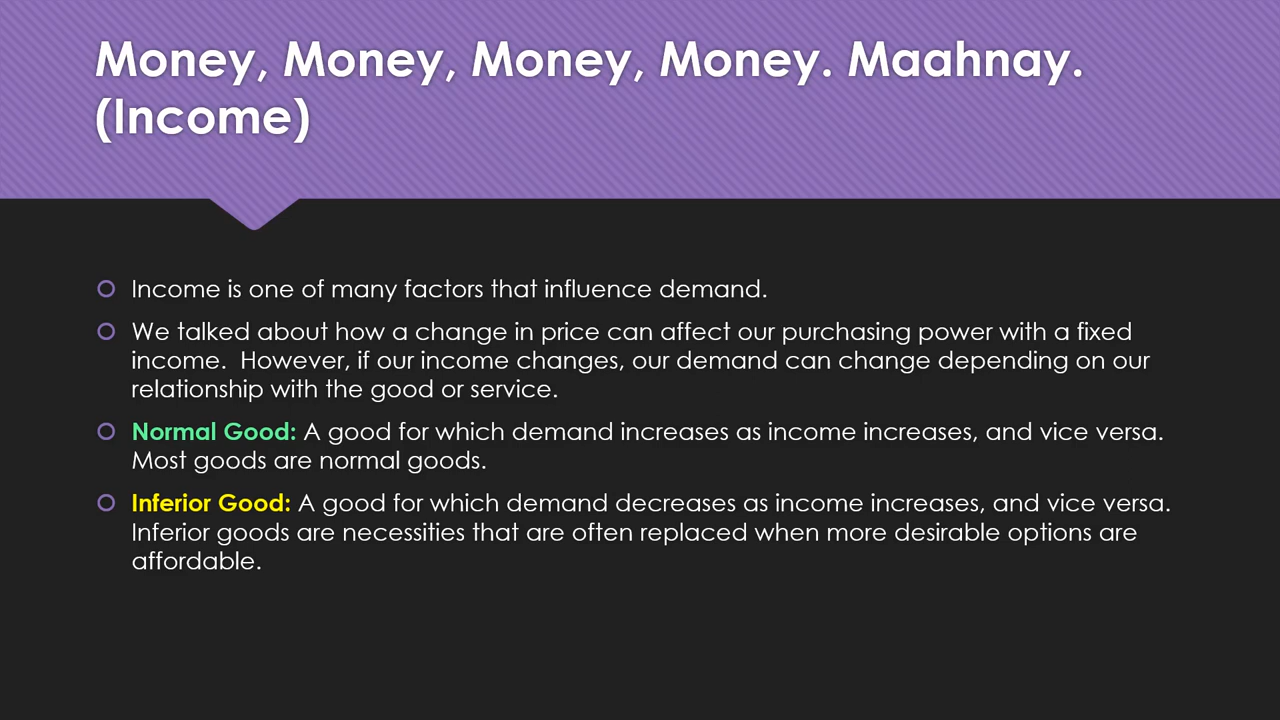 Money, Money, Money, Money. Maahnay.
(Income)
Income is one of many factors that influence demand.
We talked about how a change in price can affect our purchasing power with a fixed
income.  However, if our income changes, our demand can change depending on our
relationship with the good or service.
Normal Good: A good for which demand increases as income increases, and vice versa.
Most goods are normal goods.
Inferior Good: A good for which demand decreases as income increases, and vice versa.
Inferior goods are necessities that are often replaced when more desirable options are
affordable.